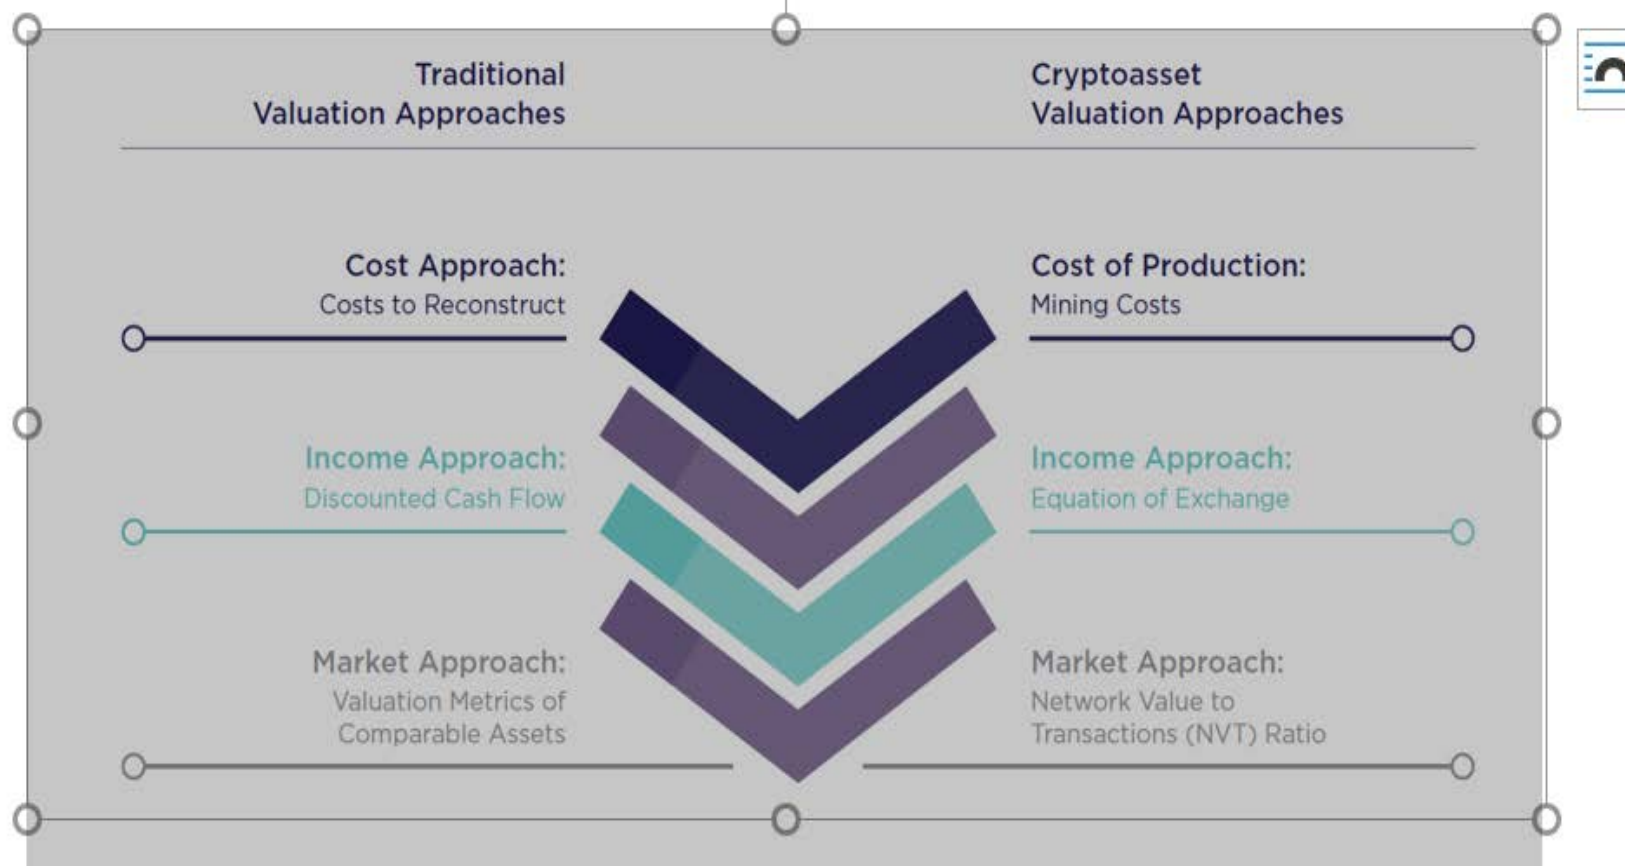 Traditional
Valuation Approaches
Cryptoasset
Valuation Approaches
Cost Approach:
Costs to Reconstruct
Cost of Production:
Mining Costs
Income Approach:
Discounted Cash Flow
Income Approach:
Equation of Exchange
Market Approach:
Valuation Metrics of
Comparable Assets
Market Approach:
Network Value to
Transactions (NVT) Ratio